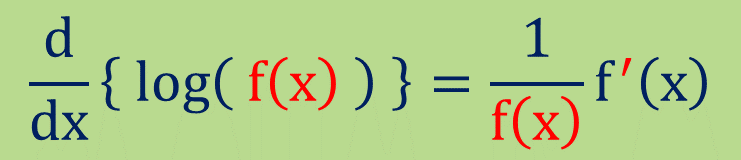 d/dx { log( f(x) ) } = 1/f(x) f′(x)